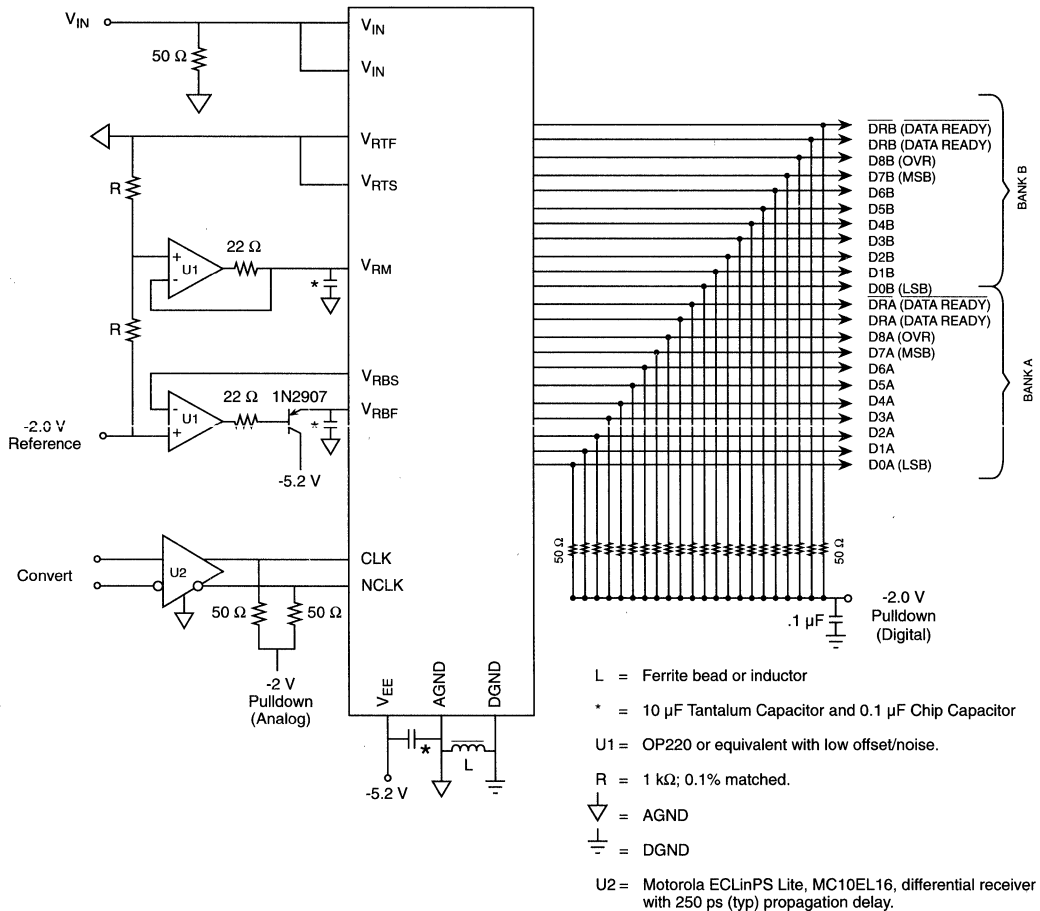 VIN
50 Ω
VIN
VIN
VRTF
VRTS
R
U1
+
-
22 Ω
*
VRM
R
VRBS
-2.0 V
Reference
U1
-
+
22 Ω
1N2907
*
VRBF
-5.2 V
Convert
U2
CLK
NCLK
50 Ω
50 Ω
-2 V
Pulldown
(Analog)
VEE
AGND
DGND
*
L
-5.2 V
DRB (DATA READY)
DRB (DATA READY)
D8B (OVR)
D7B (MSB)
D6B
D5B
D4B
D3B
D2B
D1B
D0B (LSB)
BANK B
DRA (DATA READY)
DRA (DATA READY)
D8A (OVR)
D7A (MSB)
D6A
D5A
D4A
D3A
D2A
D1A
D0A (LSB)
BANK A
50 Ω
50 Ω
.1 µF
-2.0 V
Pulldown
(Digital)
L = Ferrite bead or inductor
* = 10 µF Tantalum Capacitor and 0.1 µF Chip Capacitor
U1 = OP220 or equivalent with low offset/noise.
R = 1 kΩ; 0.1% matched.
= AGND
= DGND
U2 = Motorola ECLinPS Lite, MC10EL16, differential receiver
with 250 ps (typ) propagation delay.